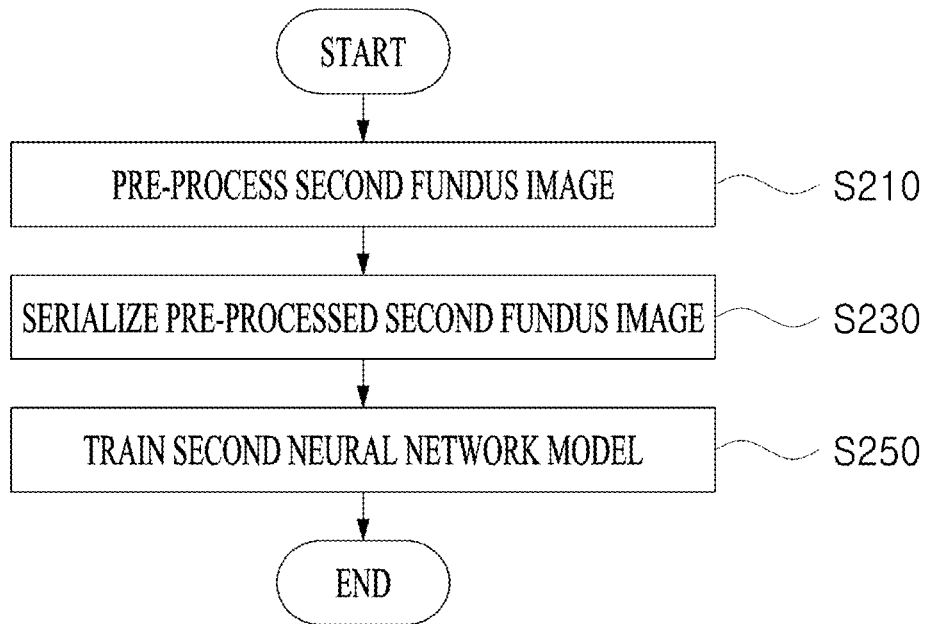 START
PRE-PROCESS SECOND FUNDUS IMAGE
S210
SERIALIZE PRE-PROCESSED SECOND FUNDUS IMAGE
S230
TRAIN SECOND NEURAL NETWORK MODEL
S250
END